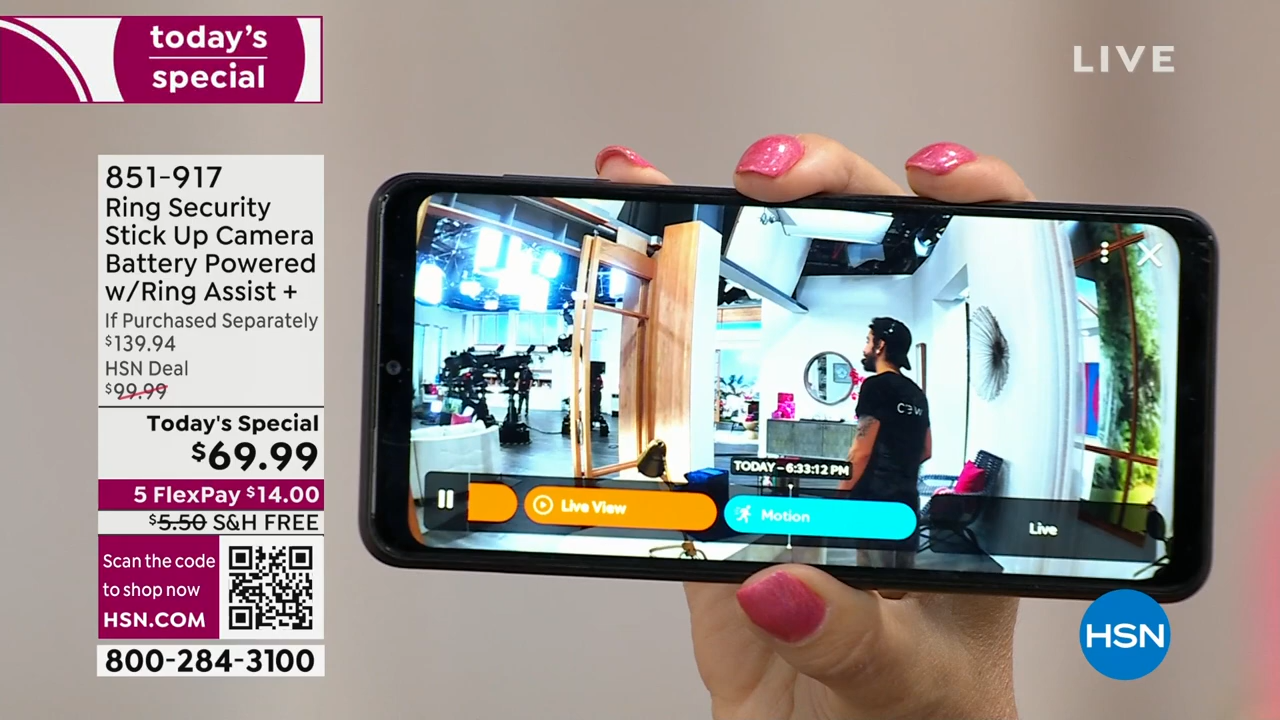 today's
special
LIVE
851-917
Ring Security
Stick Up Camera
Battery Powered
w/Ring Assist +
If Purchased Separately
$139.94
HSN Deal
$99.99
Today's Special
$69.99
5 FlexPay $14.00
$5.50 S&H FREE
Scan the code
to shop now
HSN.COM
800-284-3100
TODAY - 6:33:12 PM
Live View
Motion
Live
HSN